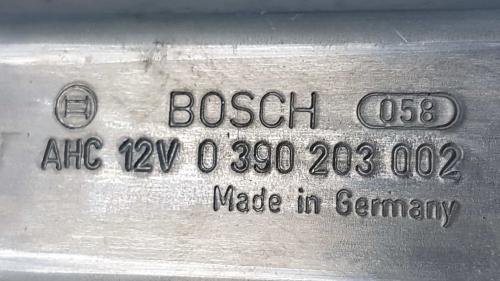 BOSCH 058
AHC 12V 0 390 203 002
Made in Germany